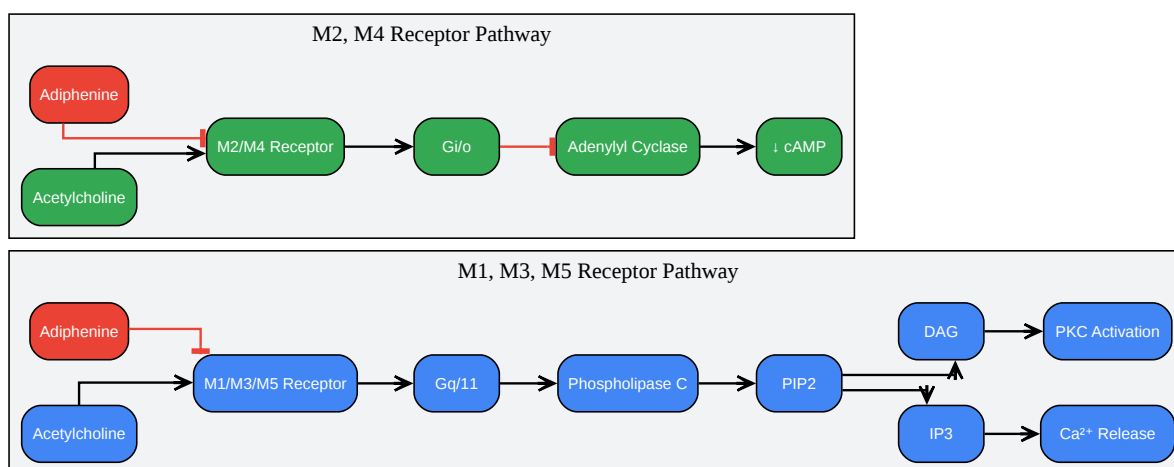 M2, M4 Receptor Pathway
Adiphenine
M2/M4 Receptor
Gi/o
Adenylyl Cyclase
↓ cAMP
Acetylcholine
M1, M3, M5 Receptor Pathway
Adiphenine
DAG
PKC Activation
M1/M3/M5 Receptor
Gq/11
Phospholipase C
PIP2
Acetylcholine
IP3
Ca²⁺ Release